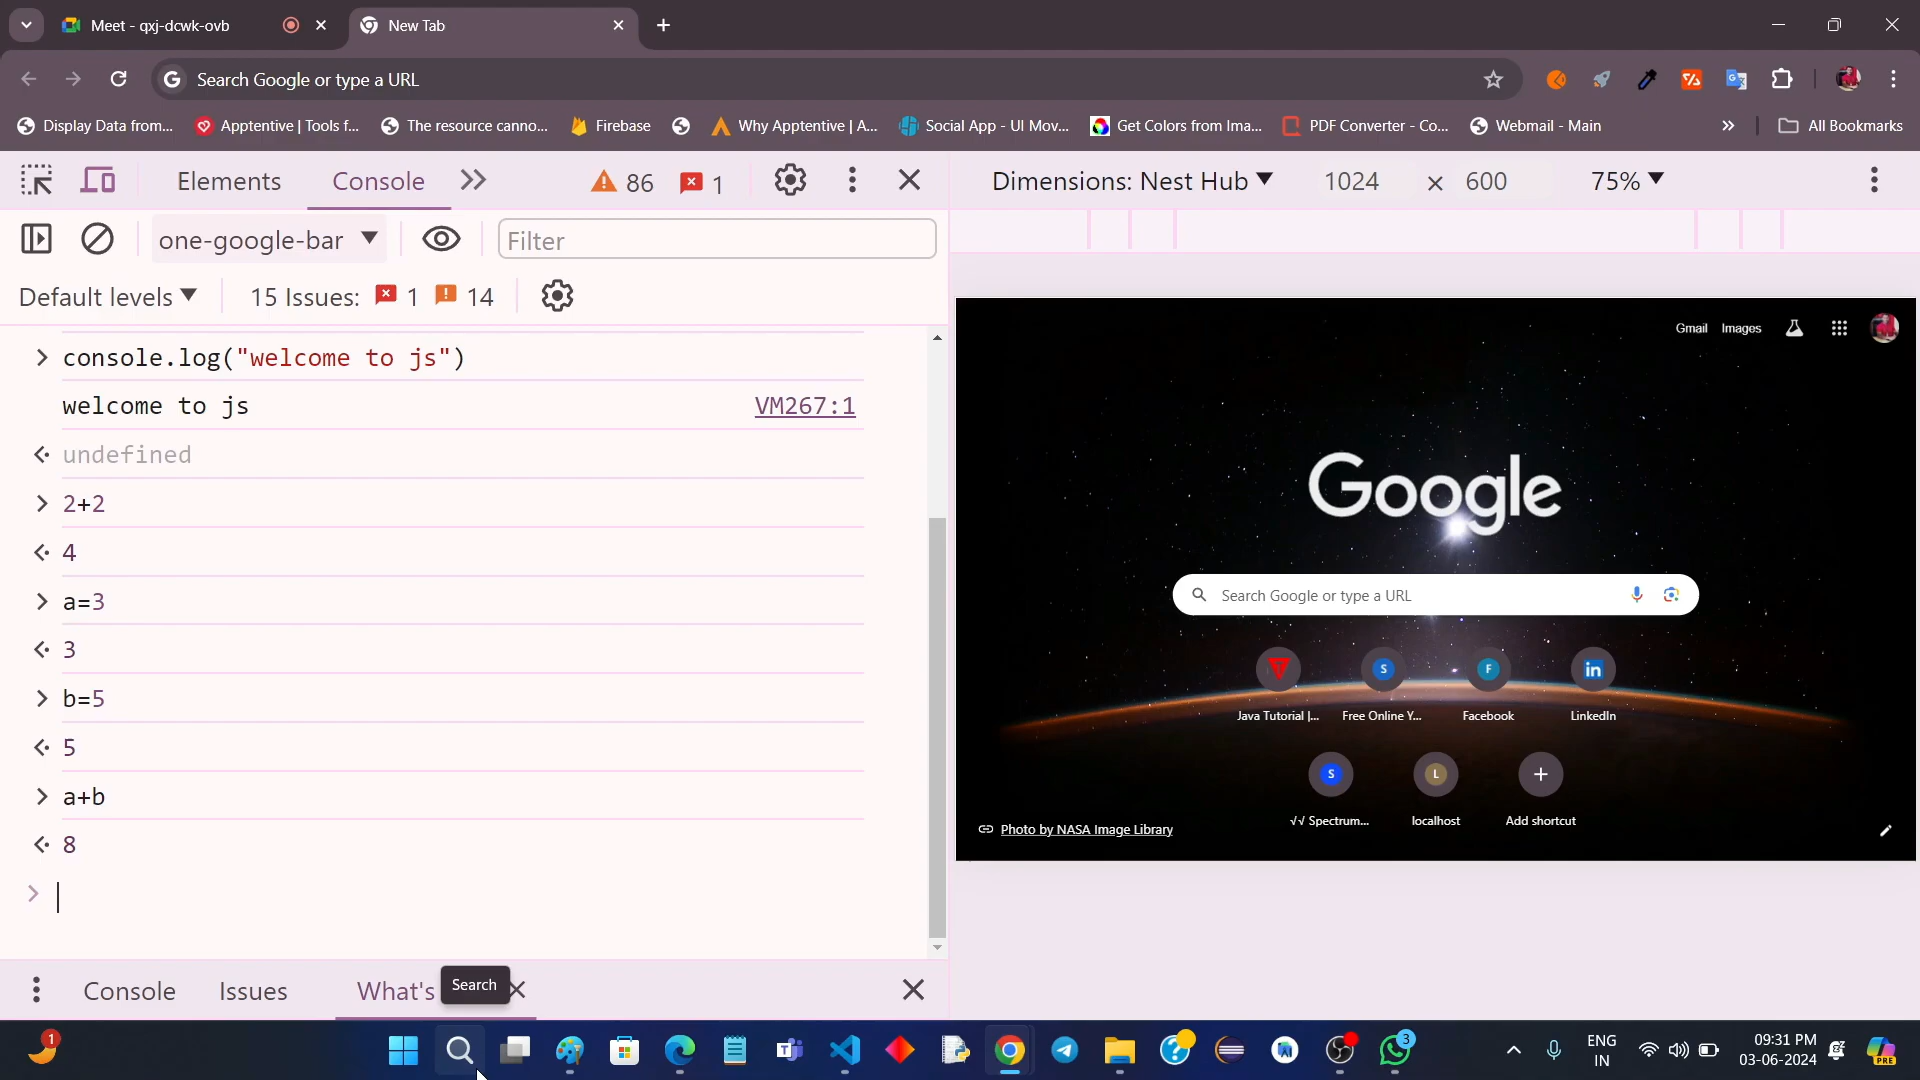 Meet - qxj-dcwk-ovb
New Tab
Search Google or type a URL
Display Data from...
Apptentive | Tools f...
The resource canno...
Firebase
Why Apptentive | A...
Social App - UI Mov...
Get Colors from Ima...
PDF Converter - Co...
Webmail - Main
All Bookmarks
Elements
Console
86
1
Dimensions: Nest Hub
1024
×
600
75%
one-google-bar
Filter
Default levels
15 Issues:
1
14
console.log("welcome to js")
welcome to js
VM267:1
undefined
2+2
4
a=3
3
b=5
5
a+b
8
Gmail
Images
Google
Search Google or type a URL
Java Tutorial |...
S
Free Online Y...
F
Facebook
in
LinkedIn
S
√√ Spectrum...
L
localhost
Add shortcut
Photo by NASA Image Library
Console
Issues
What's
Search
1
3
ENG
IN
09:31 PM
03-06-2024
PRE